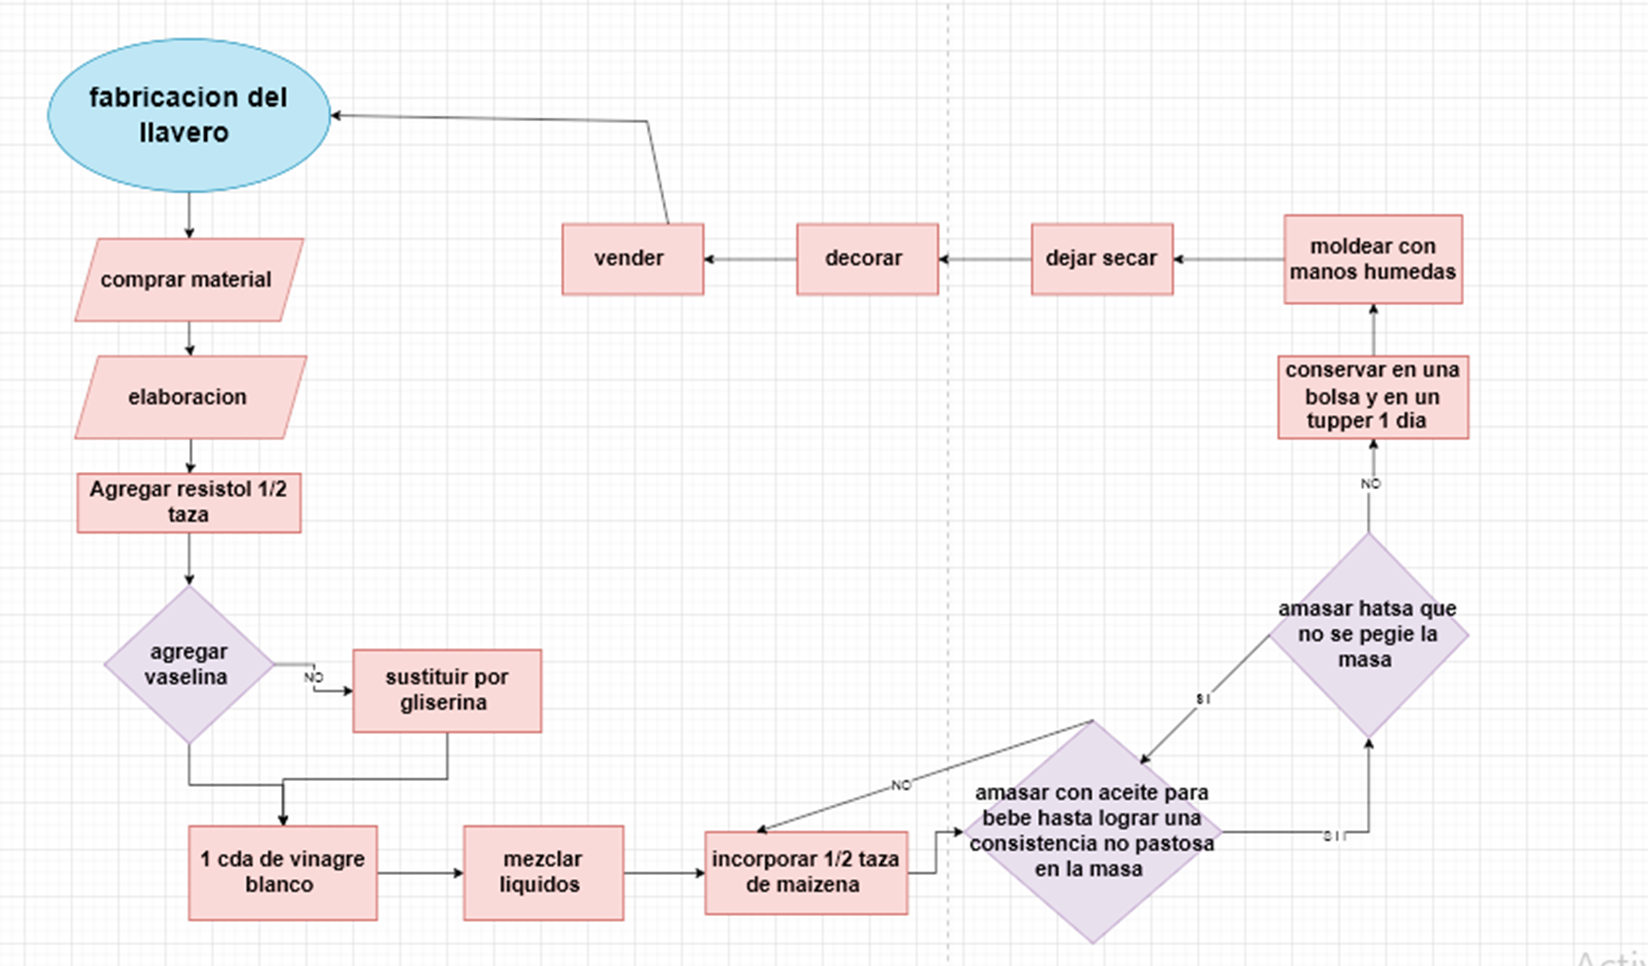 fabricacion del
llavero
comprar material
elaboracion
Agregar resistol 1/2
taza
agregar
vaselina
NO
sustituir por
gliserina
1 cda de vinagre
blanco
mezclar
liquidos
incorporar 1/2 taza
de maizena
NO
amasar con aceite para
bebe hasta lograr una
consistencia no pastosa
en la masa
SI
amasar hatsa que
no se pegie la
masa
NO
conservar en una
bolsa y en un
tupper 1 dia
moldear con
manos humedas
dejar secar
decorar
vender